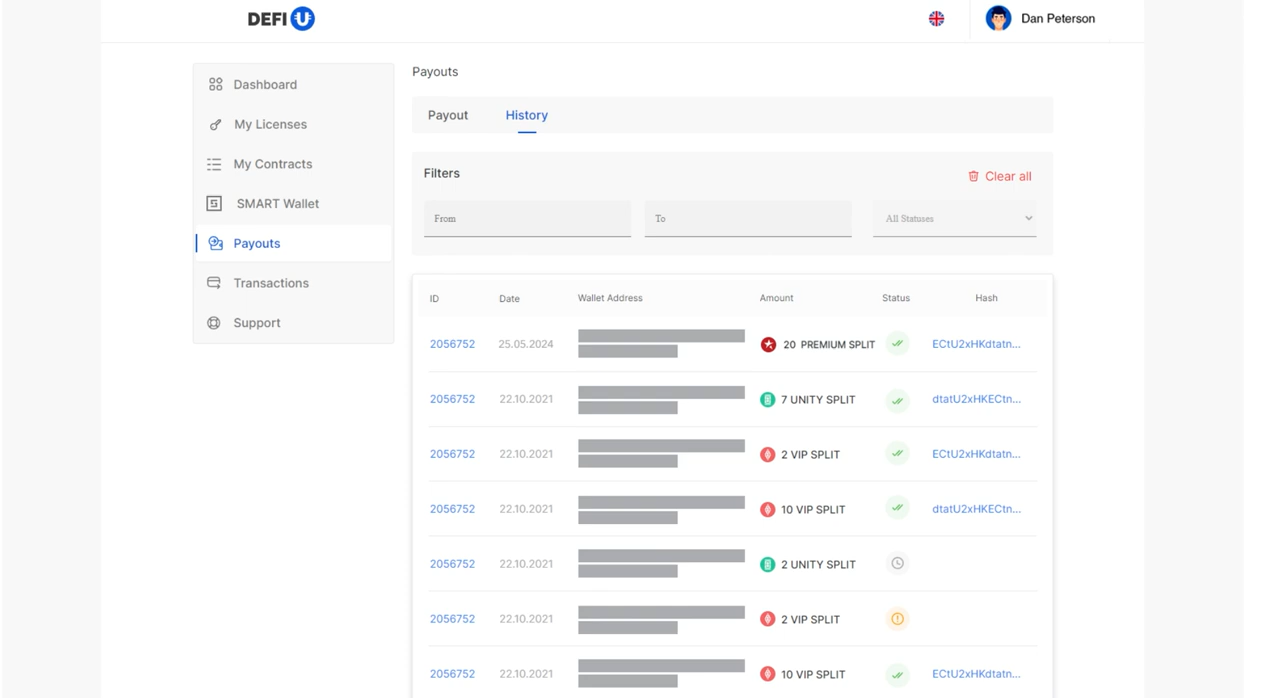 DEFI U
Dan Peterson
Dashboard
My Licenses
My Contracts
SMART Wallet
Payouts
Transactions
Support
Payouts
Payout History
Filters
Clear all
From To All Statuses
ID Date Wallet Address Amount Status Hash
2056752 25.05.2024 20 PREMIUM SPLIT ECtU2xHKdtatn...
2056752 22.10.2021 7 UNITY SPLIT dtatU2xHKECtn...
2056752 22.10.2021 2 VIP SPLIT ECtU2xHKdtatn...
2056752 22.10.2021 10 VIP SPLIT dtatU2xHKECtn...
2056752 22.10.2021 2 UNITY SPLIT
2056752 22.10.2021 2 VIP SPLIT
2056752 22.10.2021 10 VIP SPLIT ECtU2xHKdtatn...